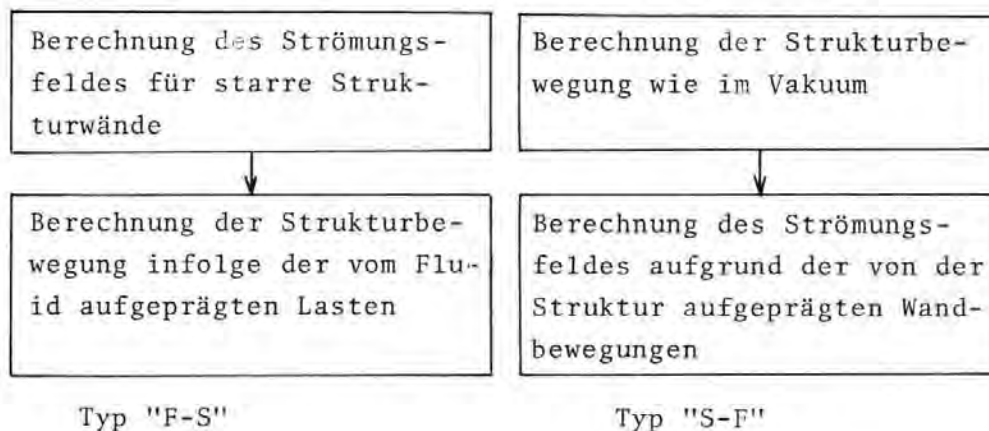 Berechnung des Strömungs-
feldes für starre Struk-
turwände
Berechnung der Strukturbe-
wegung infolge der vom Flu-
id aufgeprägten Lasten
Typ "F-S"
Berechnung der Strukturbe-
wegung wie im Vakuum
Berechnung des Strömungs-
feldes aufgrund der von der
Struktur aufgeprägten Wand-
bewegungen
Typ "S-F"